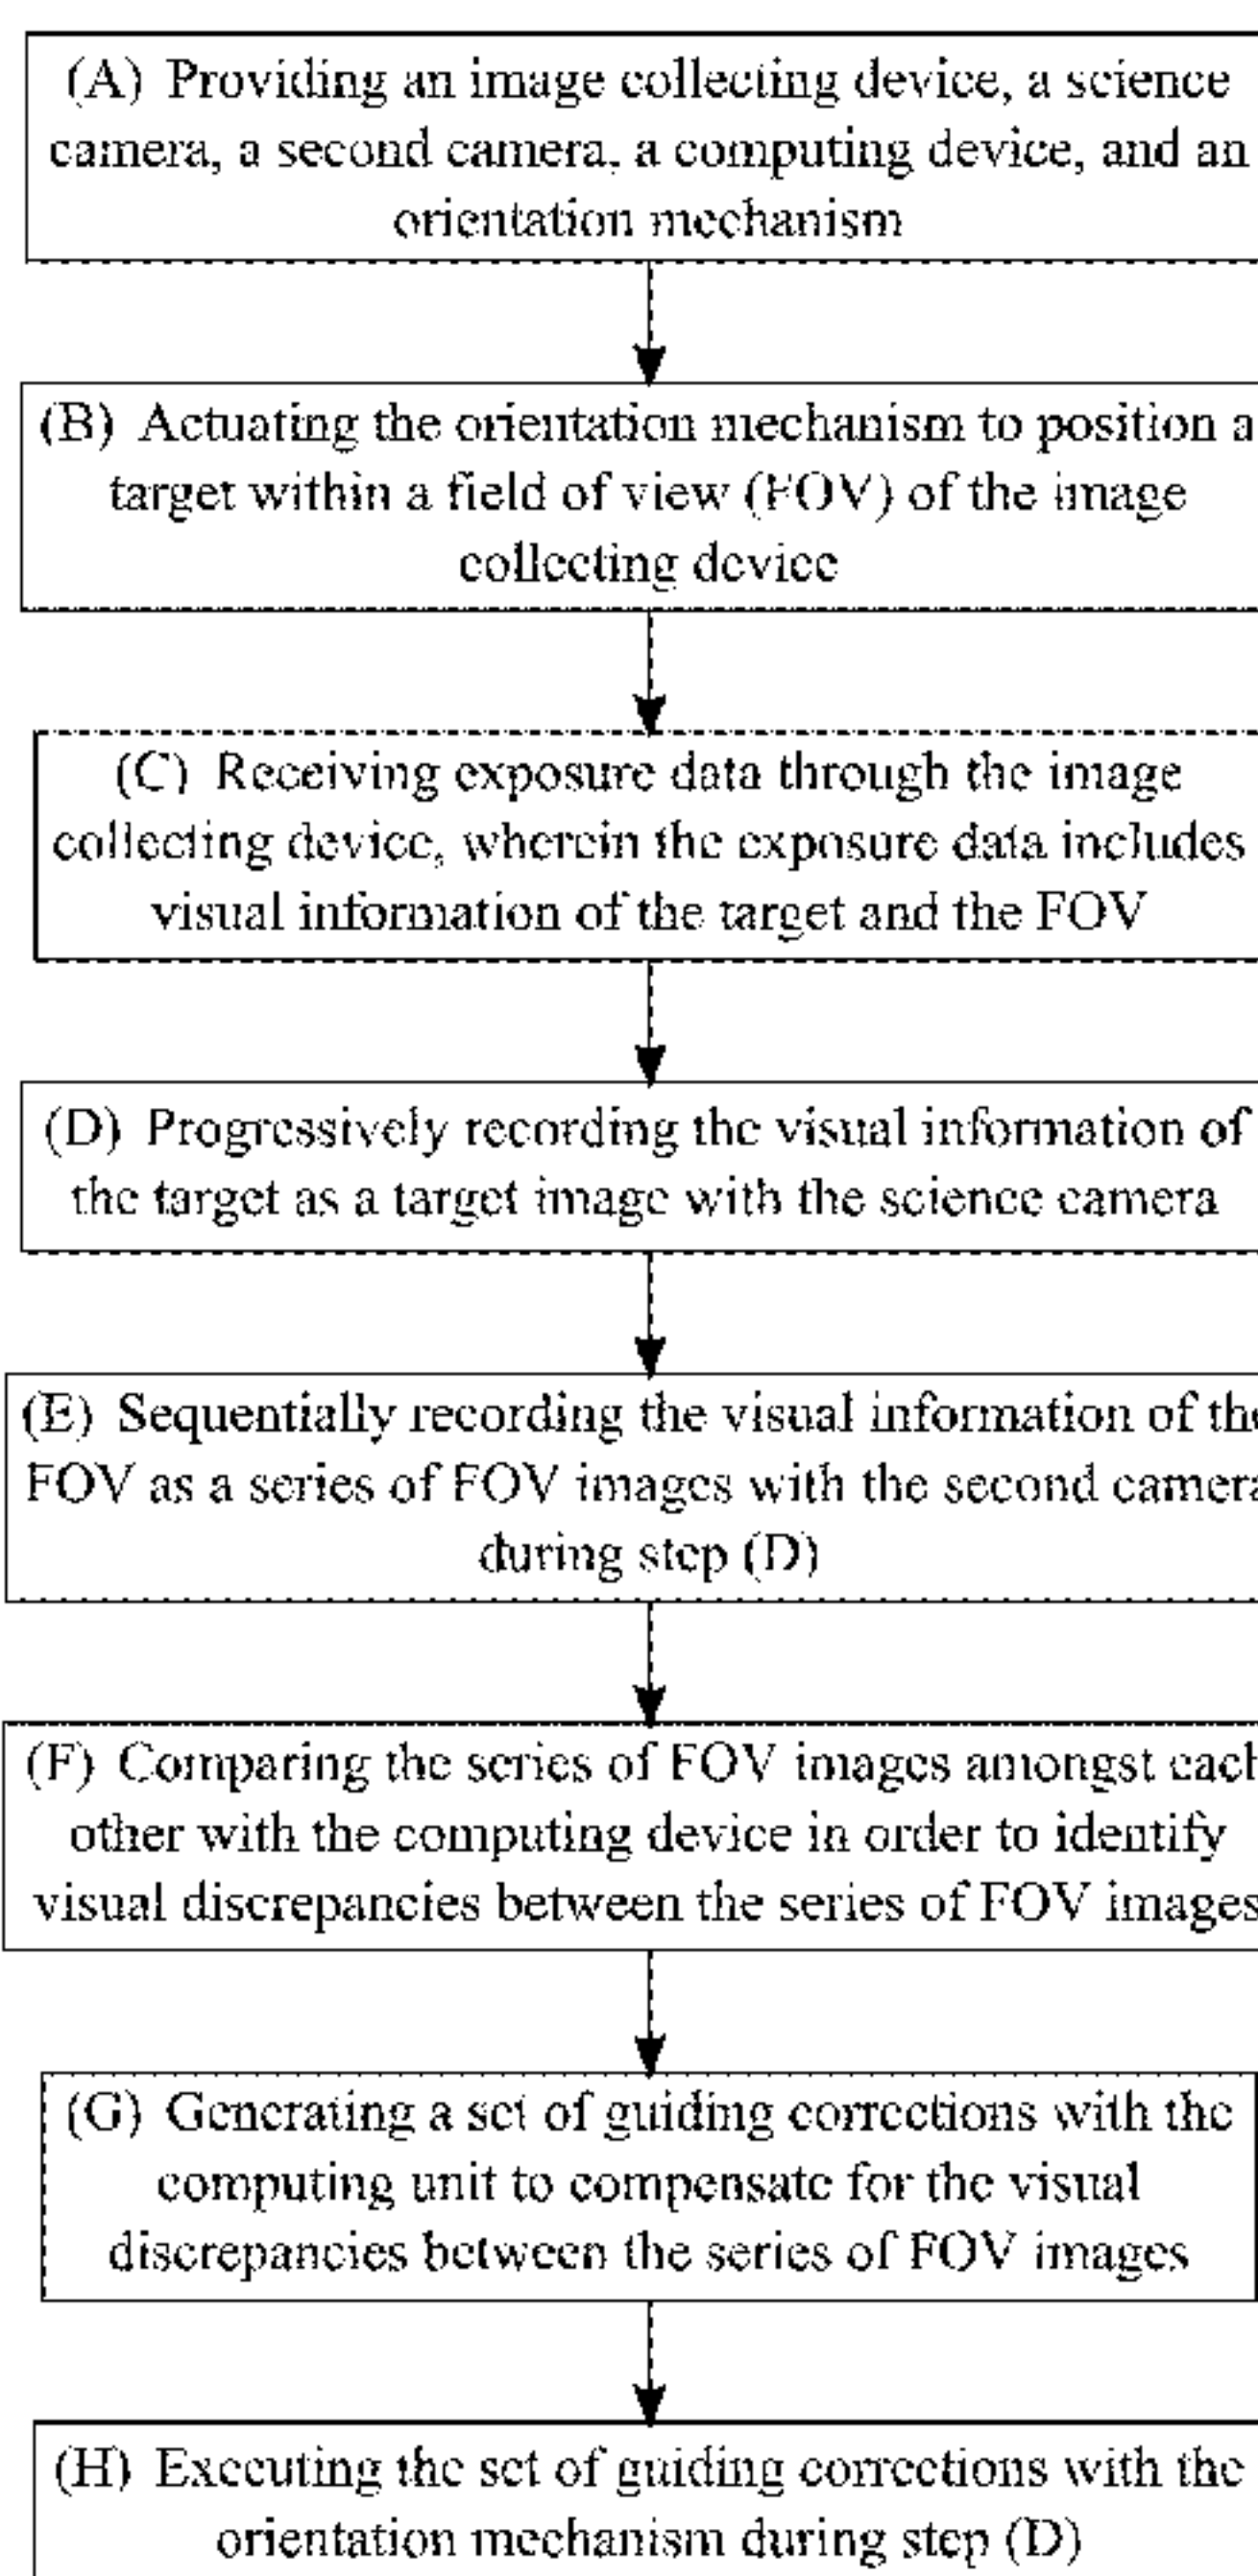 (A) Providing an image collecting device, a science
camera, a second camera, a computing device, and an
orientation mechanism
(B) Actuating the orientation mechanism to position a
target within a field of view (FOV) of the image
collecting device
(C) Receiving exposure data through the image
collecting device, wherein the exposure data includes
visual information of the target and the FOV
(D) Progressively recording the visual information of
the target as a target image with the science camera
(E) Sequentially recording the visual information of the
FOV as a series of FOV images with the second camera
during step (D)
(F) Comparing the series of FOV images amongst each
other with the computing device in order to identify
visual discrepancies between the series of FOV images
(G) Generating a set of guiding corrections with the
computing unit to compensate for the visual
discrepancies between the series of FOV images
(H) Executing the set of guiding corrections with the
orientation mechanism during step (D)